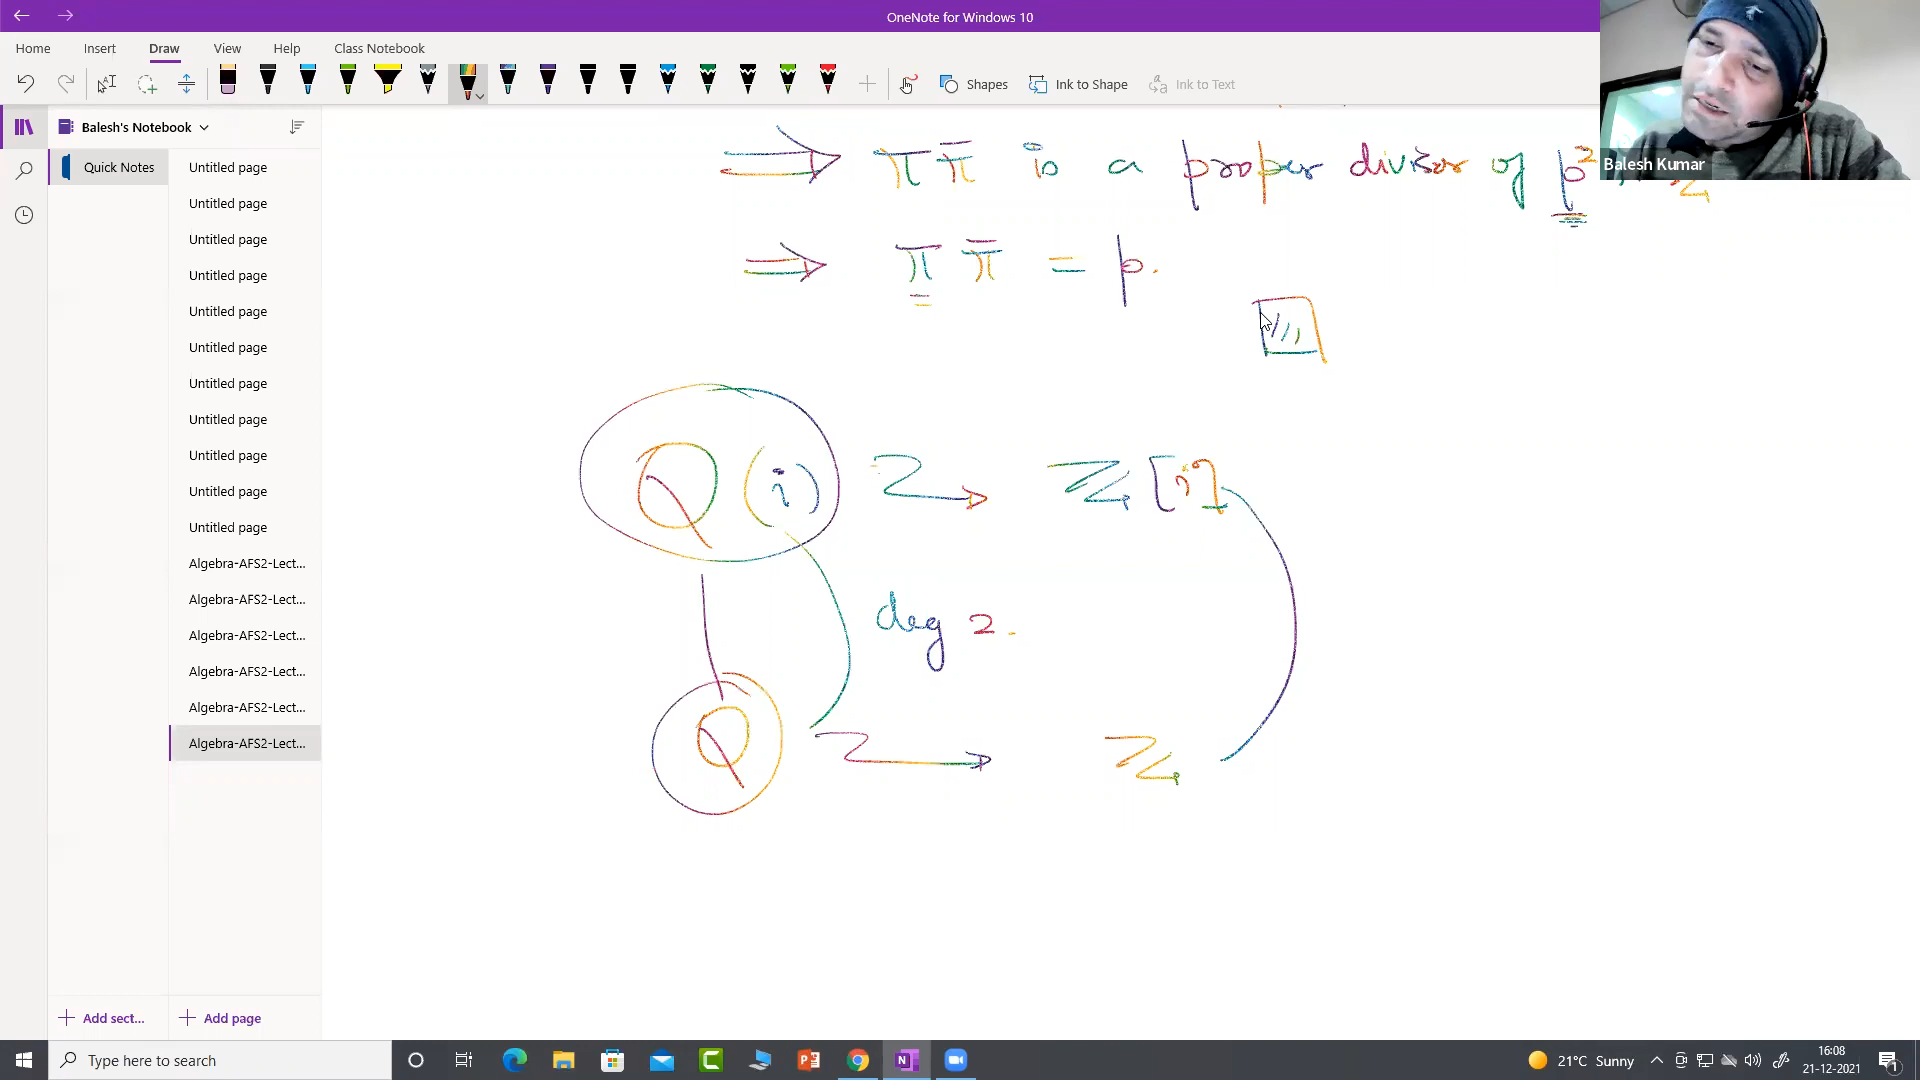 OneNote for Windows 10
Home Insert Draw View Help Class Notebook
Shapes Ink to Shape Ink to Text
Balesh's Notebook
Quick Notes
Untitled page
Untitled page
Untitled page
Untitled page
Untitled page
Untitled page
Untitled page
Untitled page
Untitled page
Untitled page
Untitled page
Algebra-AFS2-Lect...
Algebra-AFS2-Lect...
Algebra-AFS2-Lect...
Algebra-AFS2-Lect...
Algebra-AFS2-Lect...
Algebra-AFS2-Lect...
Add sect...
Add page
Balesh Kumar
⟹ π π̄ is a proper divisor of p²
⟹ π π̄ = p.
Q(i) → ℤ[i]
deg 2.
Q → ℤ
Type here to search
21°C Sunny
16:08
21-12-2021
1